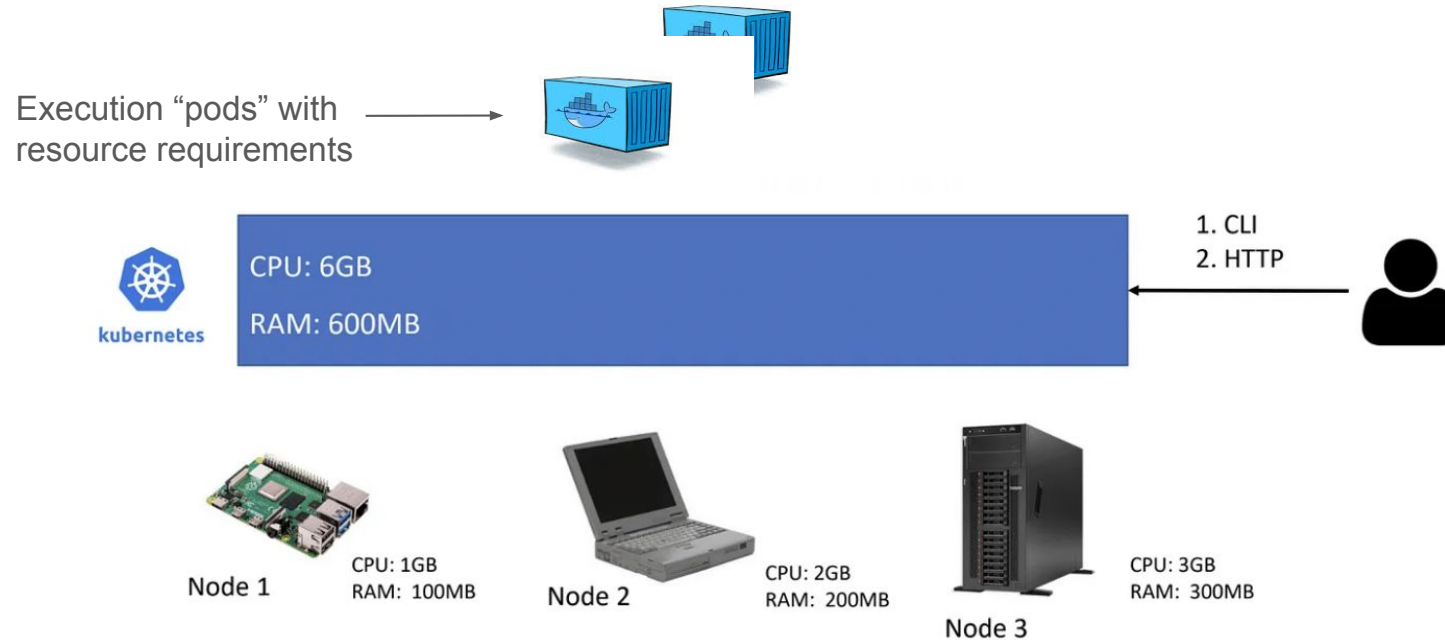 Execution “pods” with
resource requirements
1. CLI
2. HTTP
CPU: 6GB
RAM: 600MB
kubernetes
Node 1
CPU: 1GB
RAM: 100MB
Node 2
CPU: 2GB
RAM: 200MB
Node 3
CPU: 3GB
RAM: 300MB